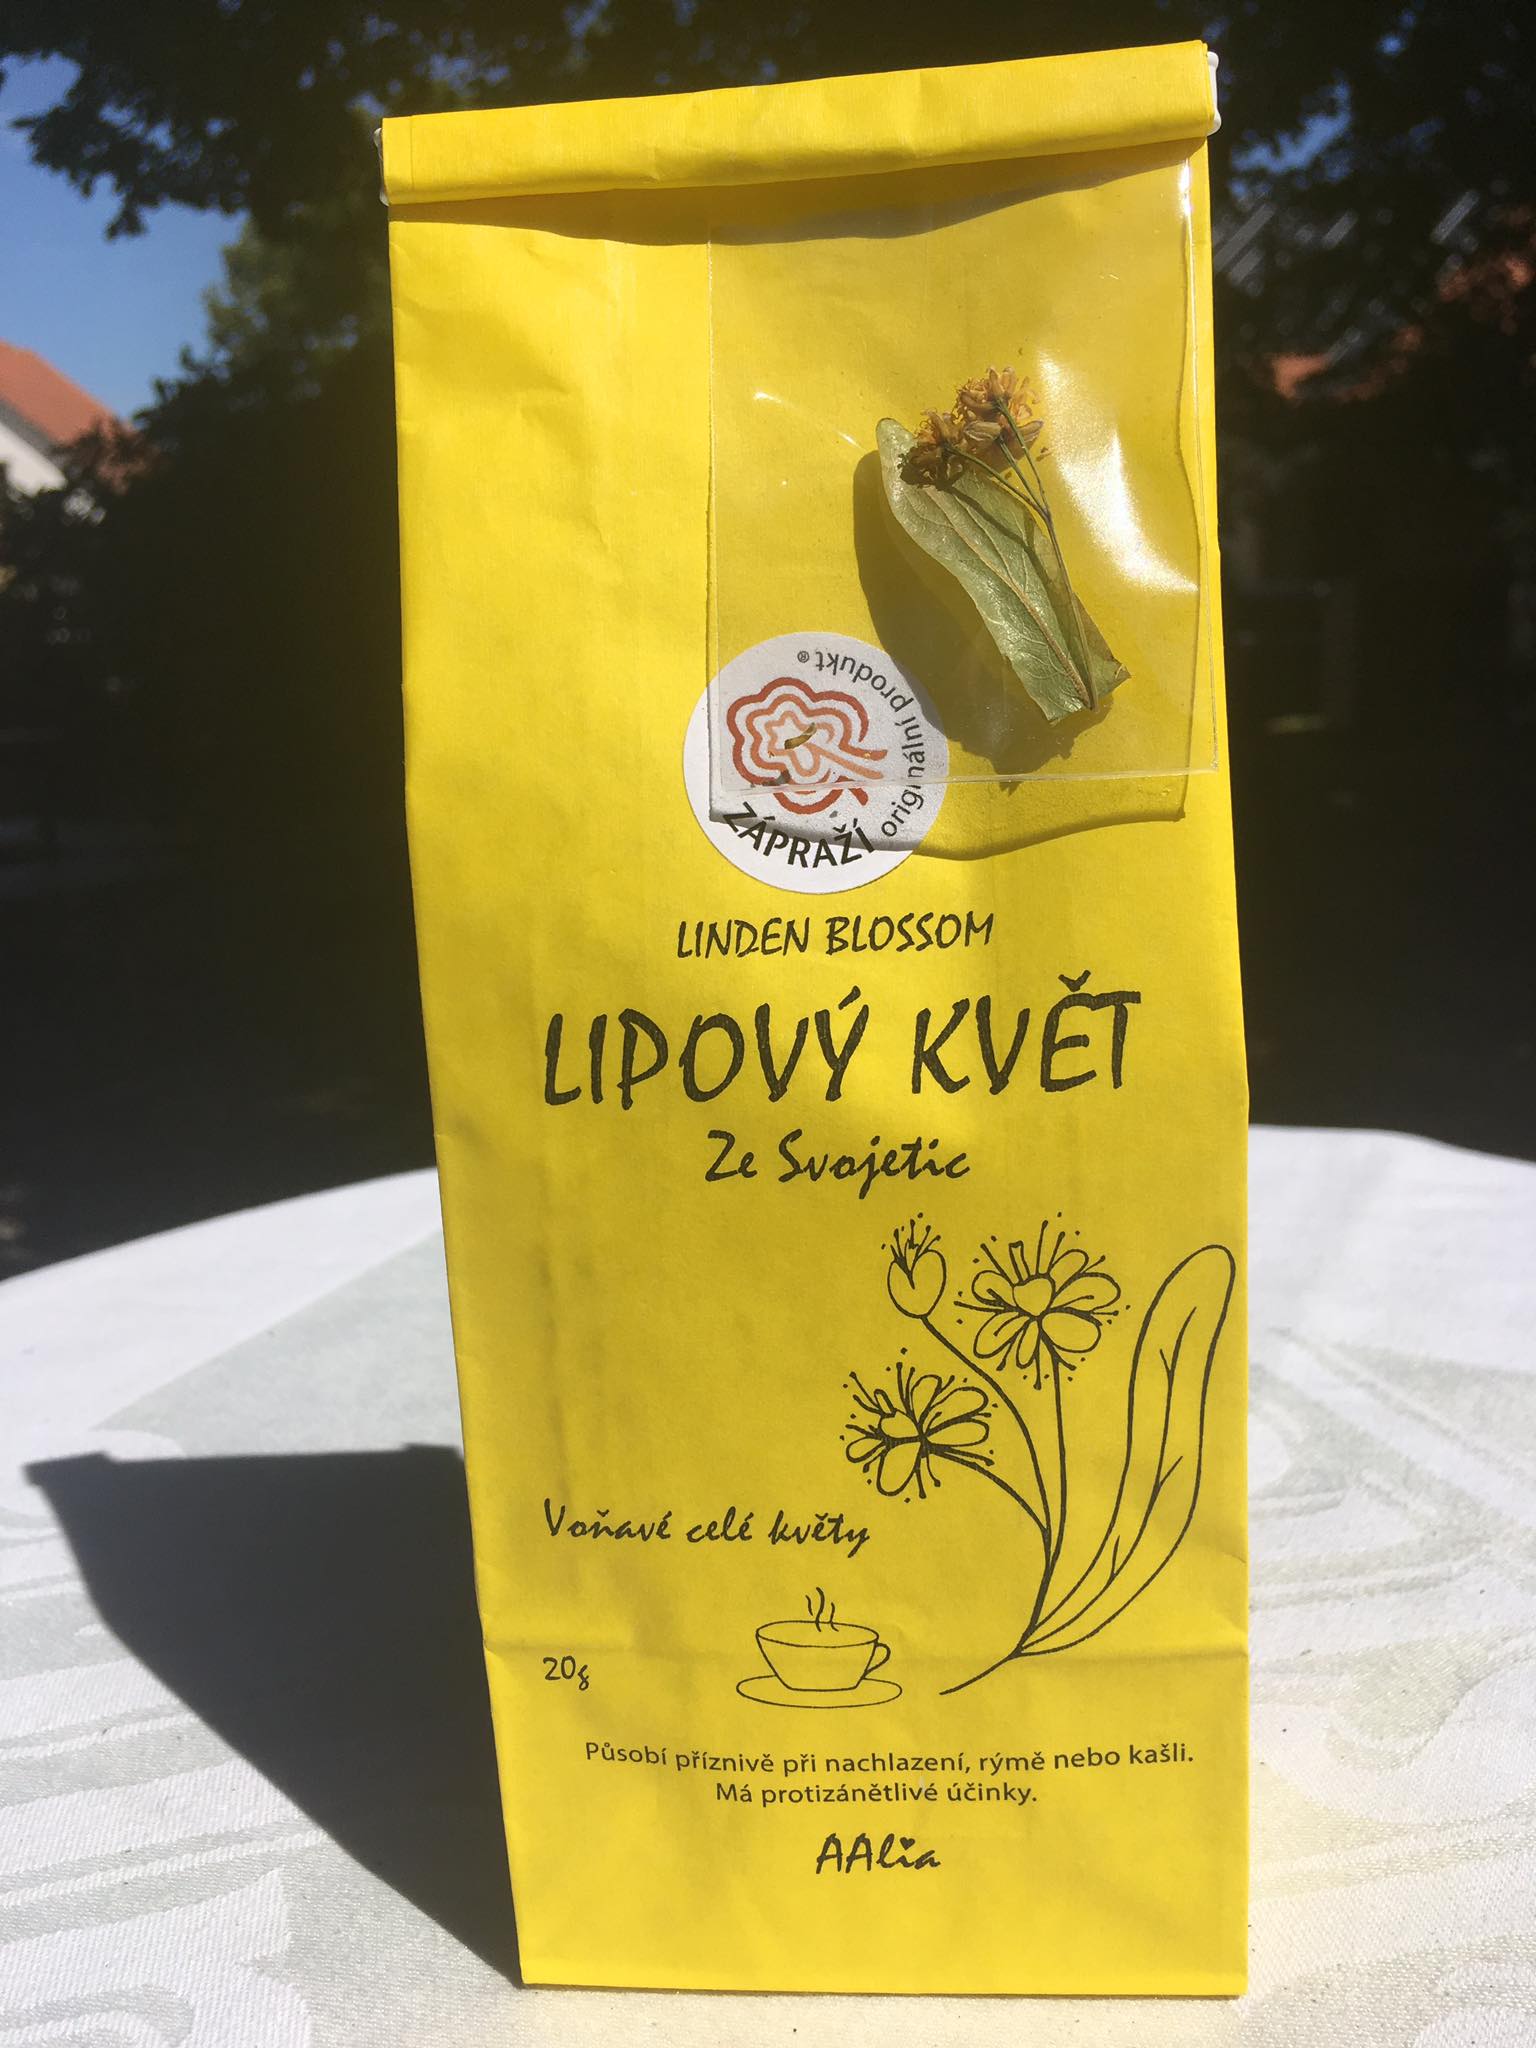 originální produkt®
ZÁPRAŽÍ
LINDEN BLOSSOM
LIPOVÝ KVĚT
Ze Svojetic
Voňavé celé květy
20g
Působí příznivě při nachlazení, rýmě nebo kašli.
Má protizánětlivé účinky.
AAlia